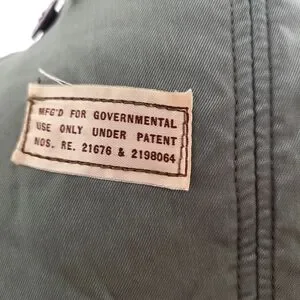 MFG'D FOR GOVERNMENTAL
USE ONLY UNDER PATENT
NOS. RE. 21676 & 2198064